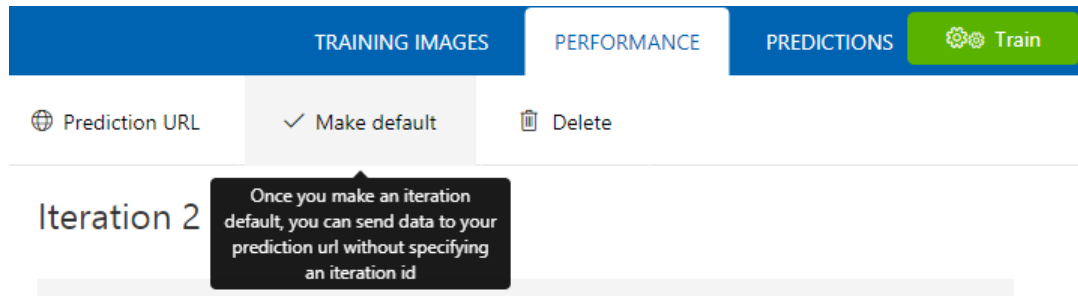 TRAINING IMAGES PERFORMANCE PREDICTIONS Train
Prediction URL Make default Delete
Iteration 2
Once you make an iteration
default, you can send data to your
prediction url without specifying
an iteration id